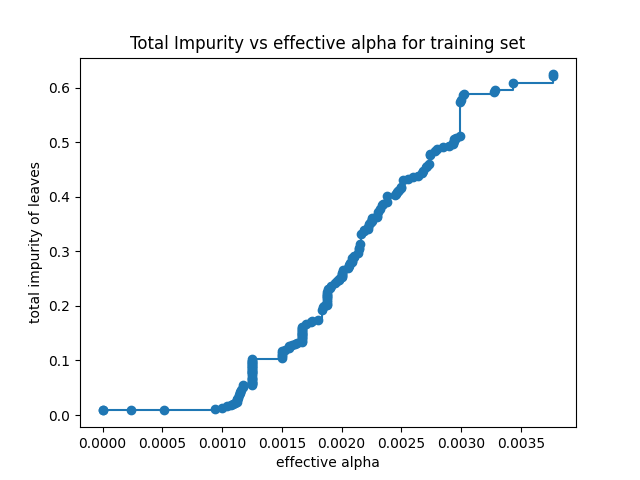 Total Impurity vs effective alpha for training set
total impurity of leaves
0.6
0.5
0.4
0.3
0.2
0.1
0.0
0.0000 0.0005 0.0010 0.0015 0.0020 0.0025 0.0030 0.0035
effective alpha